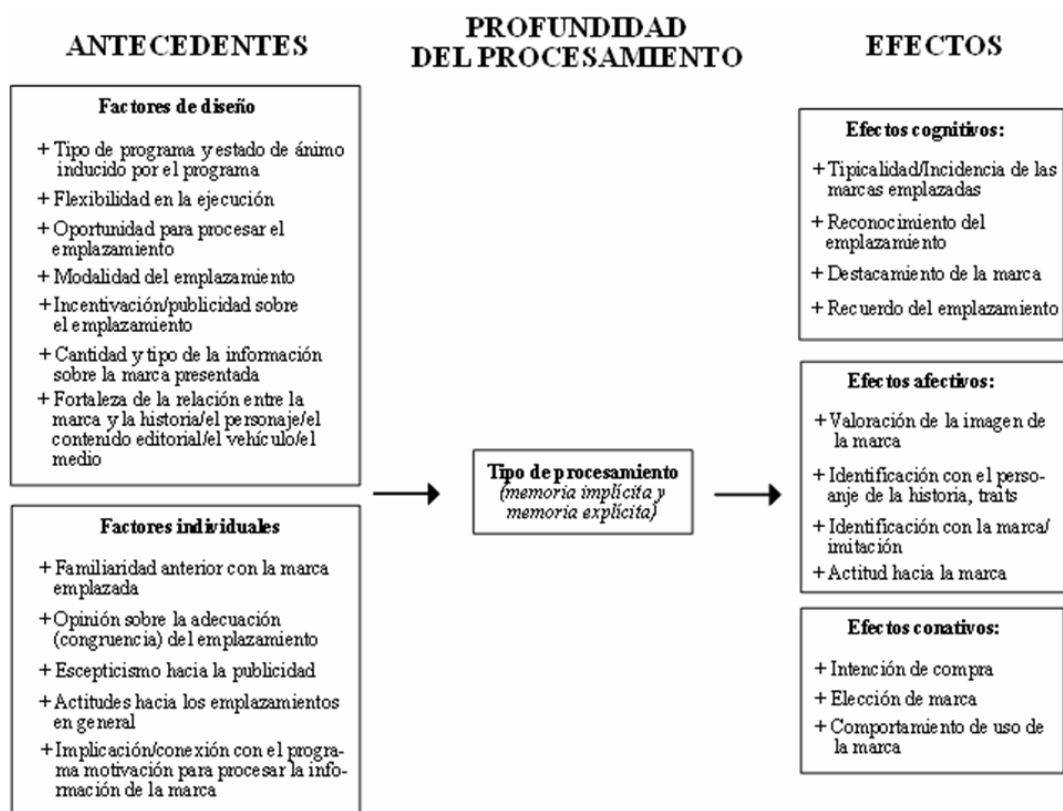 ANTECEDENTES
Factores de diseño
+ Tipo de programa y estado de ánimo
inducido por el programa
+ Flexibilidad en la ejecución
+ Oportunidad para procesar el
emplazamiento
+ Modalidad del emplazamiento
+ Incentivación/publicidad sobre
el emplazamiento
+ Cantidad y tipo de la información
sobre la marca presentada
+ Fortaleza de la relación entre la
marca y la historia/el personaje/el
contenido editorial/el vehículo/el
medio
Factores individuales
+ Familiaridad anterior con la marca
emplazada
+ Opinión sobre la adecuación
(congruencia) del emplazamiento
+ Escepticismo hacia la publicidad
+ Actitudes hacia los emplazamientos
en general
+ Implicación/conexión con el progra-
ma motivación para procesar la info-
rmación de la marca
PROFUNDIDAD
DEL PROCESAMIENTO
Tipo de procesamiento
(memoria implícita y
memoria explícita)
EFECTOS
Efectos cognitivos:
+ Tipicalidad/Incidencia de las
marcas emplazadas
+ Reconocimiento del
emplazamiento
+ Destacamiento de la marca
+ Recuerdo del emplazamiento
Efectos afectivos:
+ Valoración de la imagen de
la marca
+ Identificación con el perso-
anje de la historia, traits
+ Identificación con la marca/
imitación
+ Actitud hacia la marca
Efectos conativos:
+ Intención de compra
+ Elección de marca
+ Comportamiento de uso de
la marca